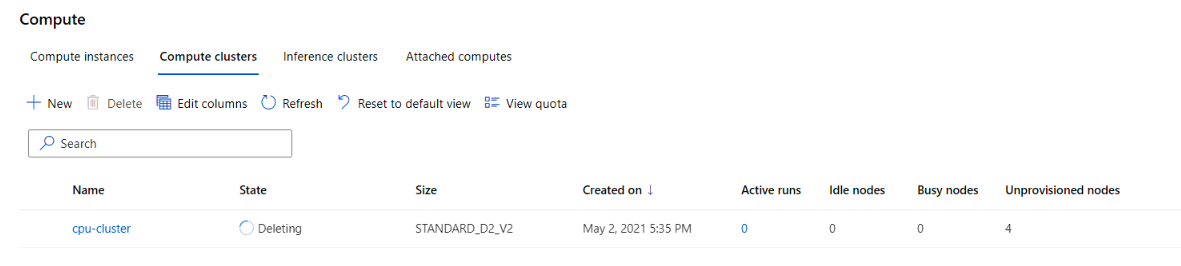 Compute
Compute instances Compute clusters Inference clusters Attached computes
New Delete Edit columns Refresh Reset to default view View quota
Search
Name State Size Created on ↓ Active runs Idle nodes Busy nodes Unprovisioned nodes
cpu-cluster Deleting STANDARD_D2_V2 May 2, 2021 5:35 PM 0 0 0 4